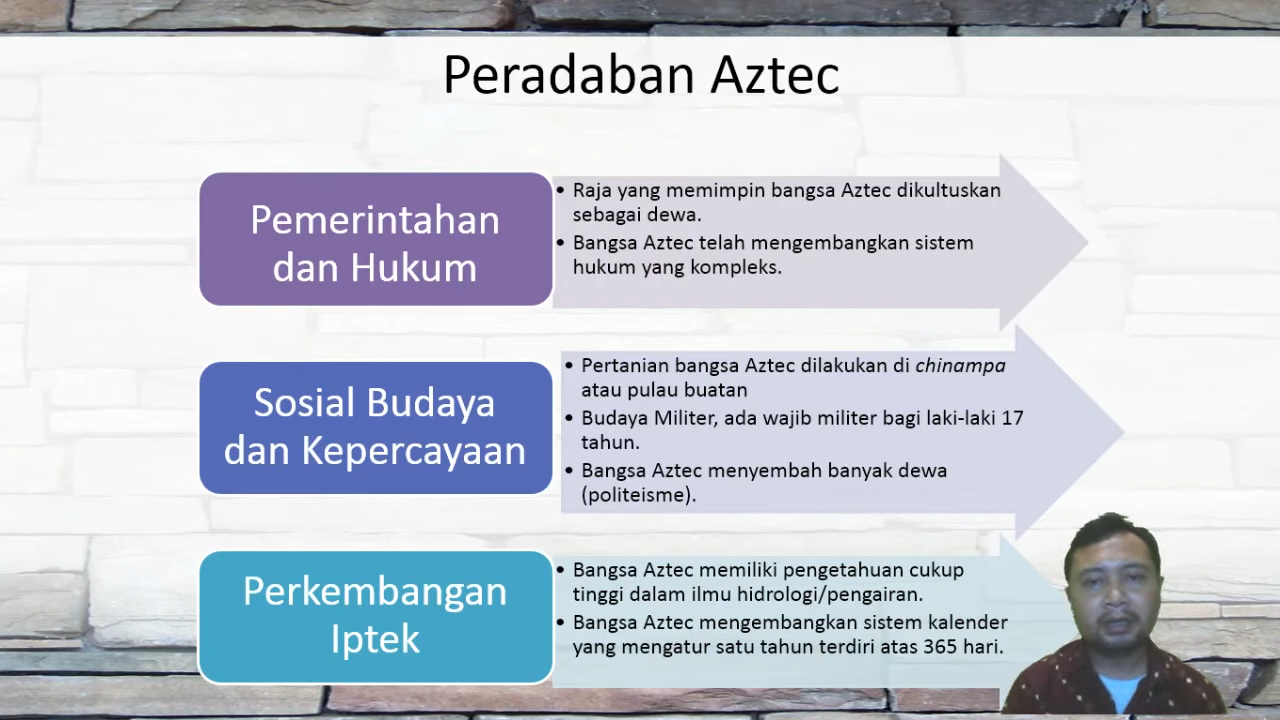 Peradaban Aztec
Pemerintahan
dan Hukum
• Raja yang memimpin bangsa Aztec dikultuskan
sebagai dewa.
• Bangsa Aztec telah mengembangkan sistem
hukum yang kompleks.
Sosial Budaya
dan Kepercayaan
• Pertanian bangsa Aztec dilakukan di chinampa
atau pulau buatan
• Budaya Militer, ada wajib militer bagi laki-laki 17
tahun.
• Bangsa Aztec menyembah banyak dewa
(politeisme).
Perkembangan
Iptek
• Bangsa Aztec memiliki pengetahuan cukup
tinggi dalam ilmu hidrologi/pengairan.
• Bangsa Aztec mengembangkan sistem kalender
yang mengatur satu tahun terdiri atas 365 hari.